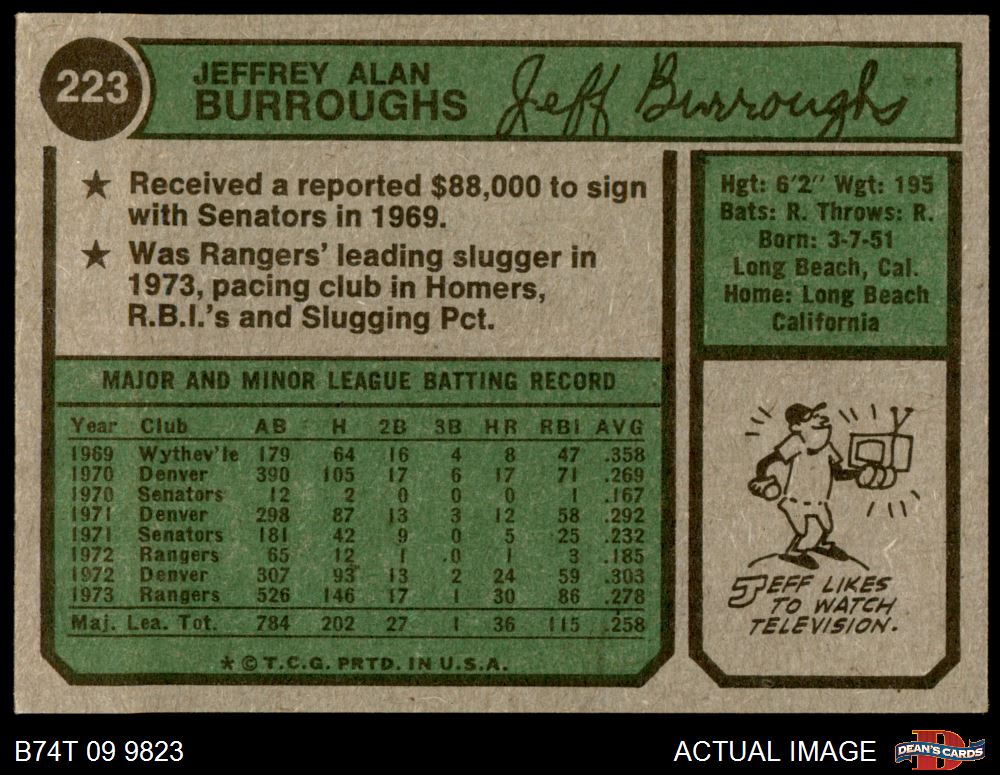 223
JEFFREY ALAN
BURROUGHS
Jeff Burroughs
★ Received a reported $88,000 to sign
with Senators in 1969.
★ Was Rangers' leading slugger in
1973, pacing club in Homers,
R.B.I.'s and Slugging Pct.
Hgt: 6'2" Wgt: 195
Bats: R. Throws: R.
Born: 3-7-51
Long Beach, Cal.
Home: Long Beach
California
MAJOR AND MINOR LEAGUE BATTING RECORD
Year Club AB H 2B 3B HR RBI AVG
1969 Wythev'le 179 64 16 4 8 47 .358
1970 Denver 390 105 17 6 17 71 .269
1970 Senators 12 2 0 0 0 1 .167
1971 Denver 298 87 13 3 12 58 .292
1971 Senators 181 42 9 0 5 25 .232
1972 Rangers 65 12 1 0 1 3 .185
1972 Denver 307 93 13 2 24 59 .303
1973 Rangers 526 146 17 1 30 86 .278
Maj. Lea. Tot. 784 202 27 1 36 115 .258
★ © T.C.G. PRTD. IN U.S.A.
JEFF LIKES
TO WATCH
TELEVISION.
B74T 09 9823
ACTUAL IMAGE
DEAN'S CARDS